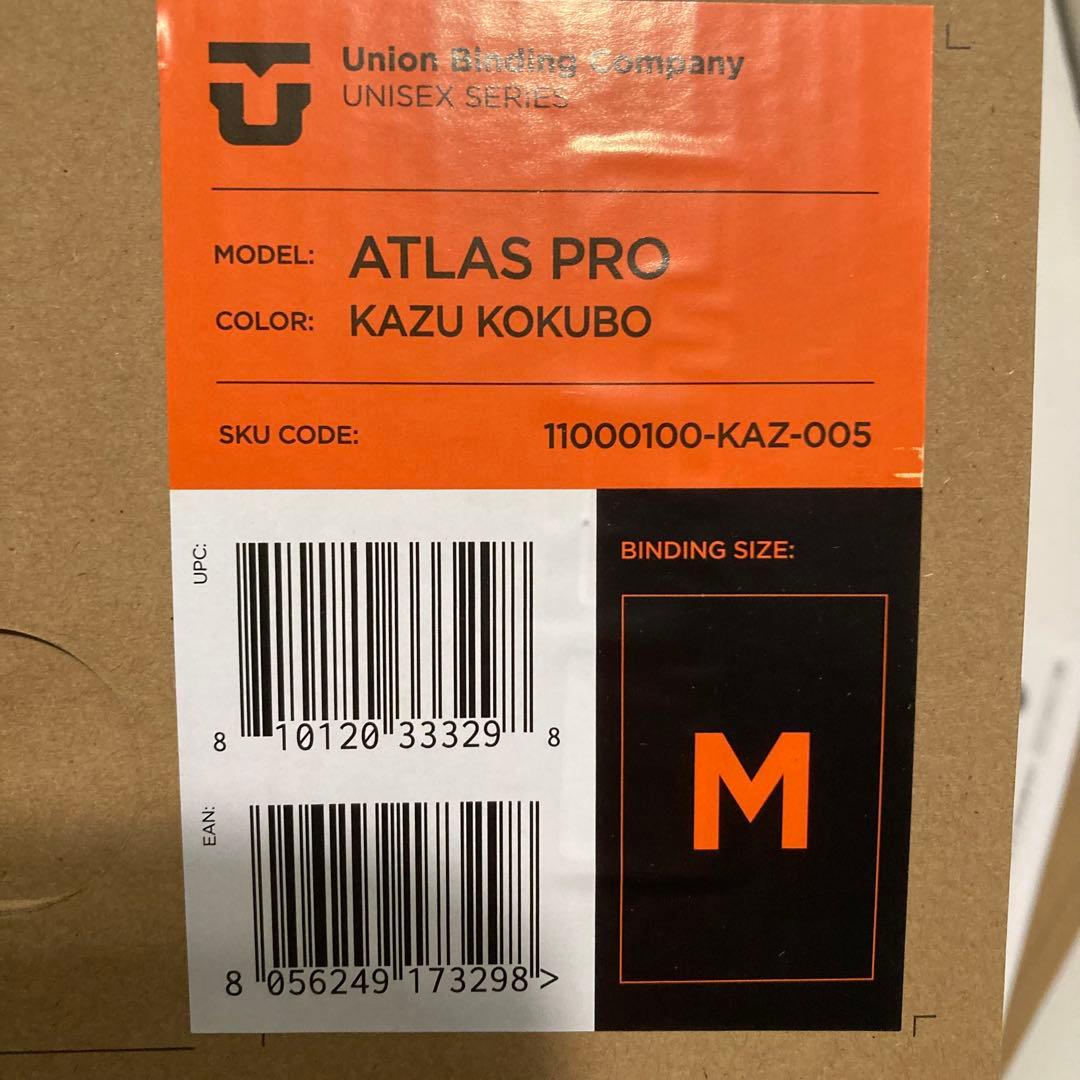 Union Binding Company
UNISEX SERIES
MODEL: ATLAS PRO
COLOR: KAZU KOKUBO
SKU CODE: 11000100-KAZ-005
UPC:
8 10120 33329 8
EAN:
8 056249 173298 >
BINDING SIZE:
M